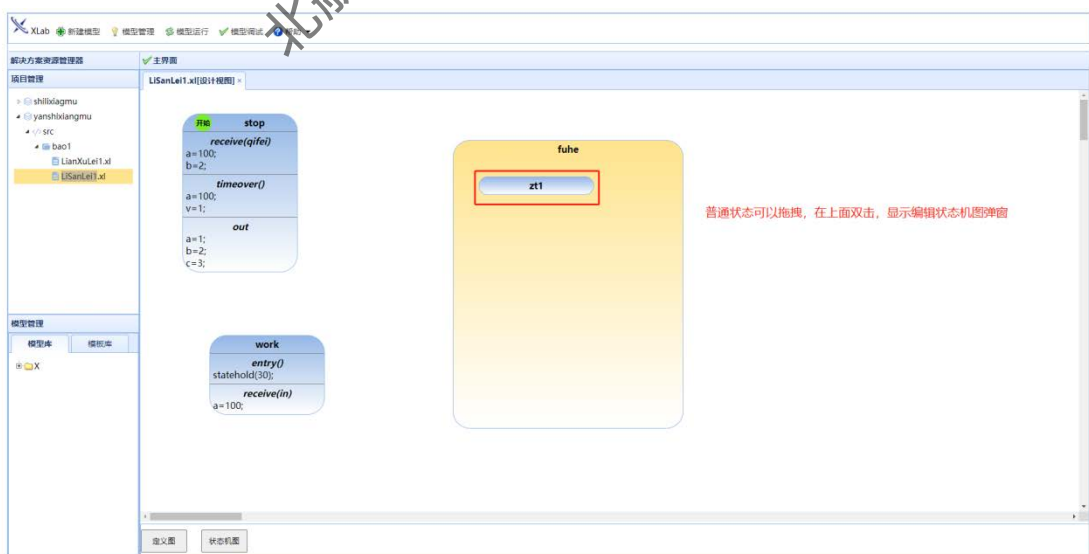 XLab 新建模型 模型管理 模型运行 模型调试 帮助
解决方案资源管理器
主界面
项目管理
LiSanLei1.xl[设计视图] ×
shilixiagmu
yanshixiangmu
src
bao1
LianXuLei1.xl
LiSanLei1.xl
开始 stop
receive(qifei)
a=100;
b=2;
timeover()
a=100;
v=1;
out
a=1;
b=2;
c=3;
fuhe
zt1
普通状态可以拖拽，在上面双击，显示编辑状态机图弹窗
work
entry()
statehold(30);
receive(in)
a=100;
模型管理
模型库 模板库
X
定义图 状态机图